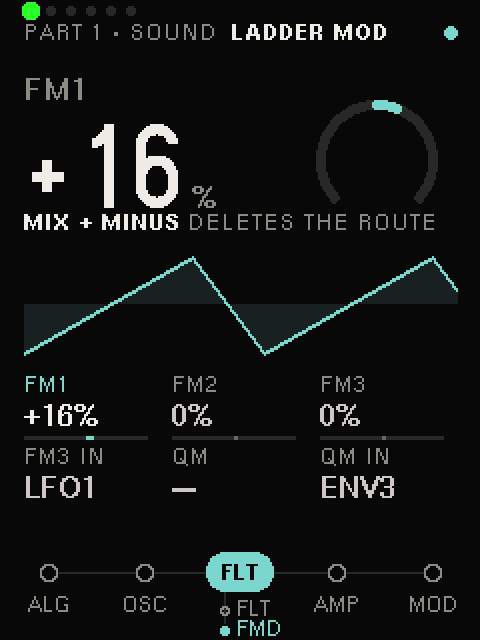 PART 1 · SOUND LADDER MOD
FM1
+16%
MIX + MINUS DELETES THE ROUTE
FM1 FM2 FM3
+16% 0% 0%
FM3 IN QM QM IN
LFO1 — ENV3
ALG OSC FLT AMP MOD
FLT
FMD